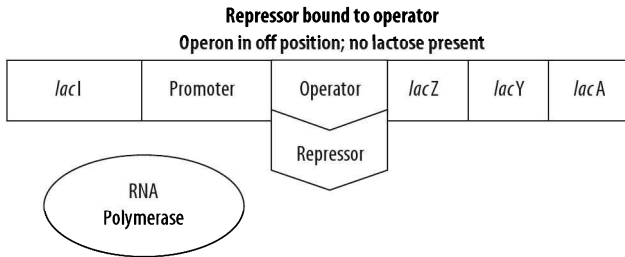 Repressor bound to operator
Operon in off position; no lactose present
lacI Promoter Operator lacZ lacY lacA
Repressor
RNA
Polymerase